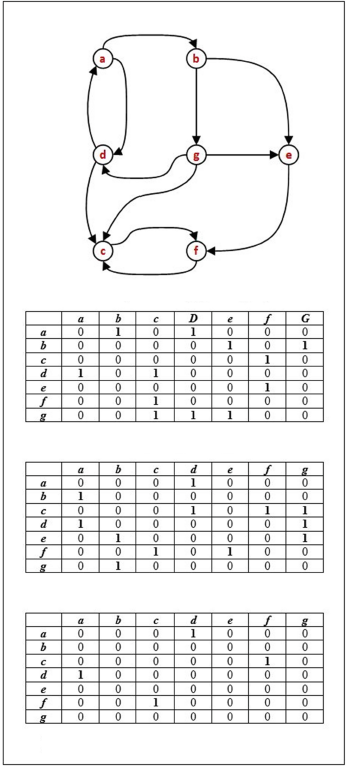 a b
d g e
c f
a b c D e f G
a 0 1 0 1 0 0 0
b 0 0 0 0 1 0 1
c 0 0 0 0 0 1 0
d 1 0 1 0 0 0 0
e 0 0 0 0 0 1 0
f 0 0 1 0 0 0 0
g 0 0 1 1 1 0 0
a b c d e f g
a 0 0 0 1 0 0 0
b 1 0 0 0 0 0 0
c 0 0 0 1 0 1 1
d 1 0 0 0 0 0 1
e 0 1 0 0 0 0 1
f 0 0 1 0 1 0 0
g 0 1 0 0 0 0 0
a b c d e f g
a 0 0 0 1 0 0 0
b 0 0 0 0 0 0 0
c 0 0 0 0 0 1 0
d 1 0 0 0 0 0 0
e 0 0 0 0 0 0 0
f 0 0 1 0 0 0 0
g 0 0 0 0 0 0 0